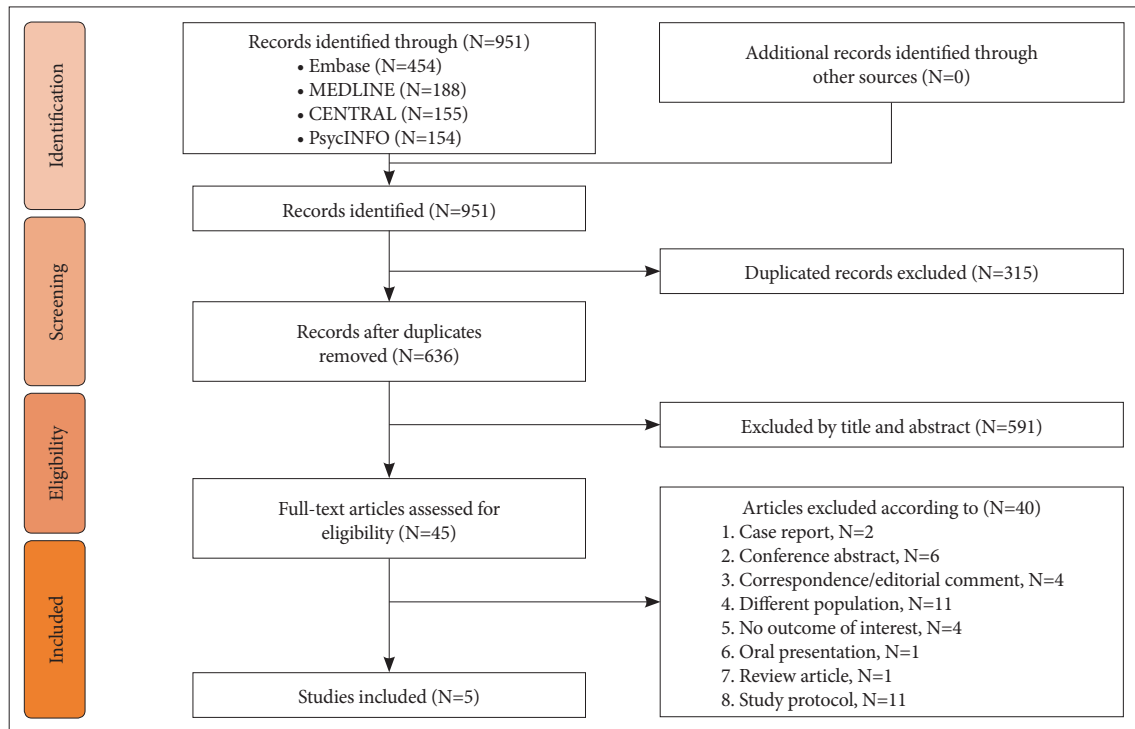 Identification
Records identified through (N=951)
• Embase (N=454)
• MEDLINE (N=188)
• CENTRAL (N=155)
• PsycINFO (N=154)
Additional records identified through
other sources (N=0)
Records identified (N=951)
Screening
Duplicated records excluded (N=315)
Records after duplicates
removed (N=636)
Eligibility
Excluded by title and abstract (N=591)
Full-text articles assessed for
eligibility (N=45)
Articles excluded according to (N=40)
1. Case report, N=2
2. Conference abstract, N=6
3. Correspondence/editorial comment, N=4
4. Different population, N=11
5. No outcome of interest, N=4
6. Oral presentation, N=1
7. Review article, N=1
8. Study protocol, N=11
Included
Studies included (N=5)